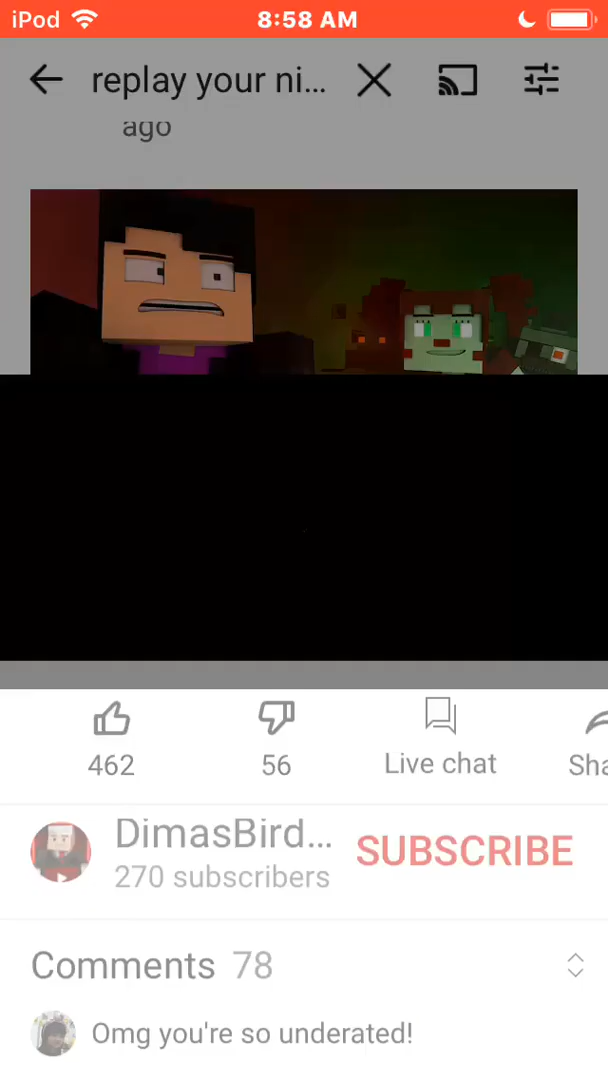 iPod 8:58 AM
replay your ni...
ago
462 56 Live chat Sha
DimasBird... SUBSCRIBE
270 subscribers
Comments 78
Omg you're so underated!